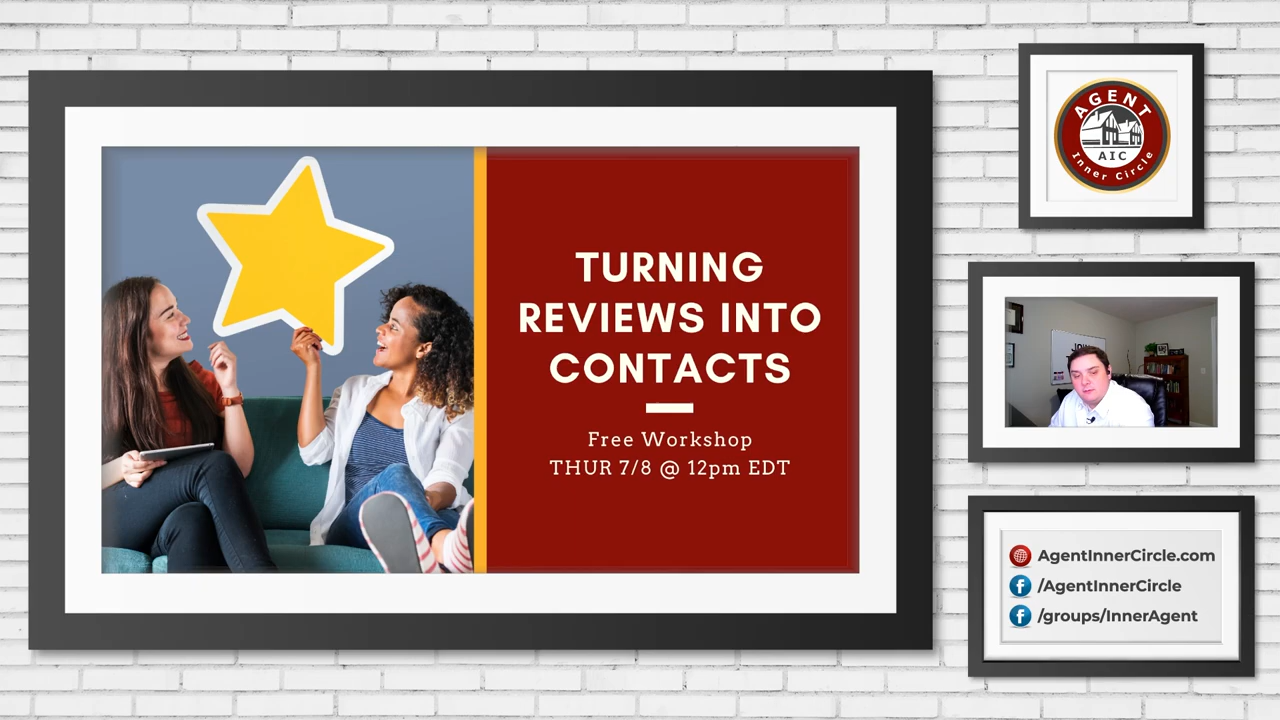 TURNING
REVIEWS INTO
CONTACTS
Free Workshop
THUR 7/8 @ 12pm EDT
AGENT
AIC
Inner Circle
AgentInnerCircle.com
/AgentInnerCircle
/groups/InnerAgent